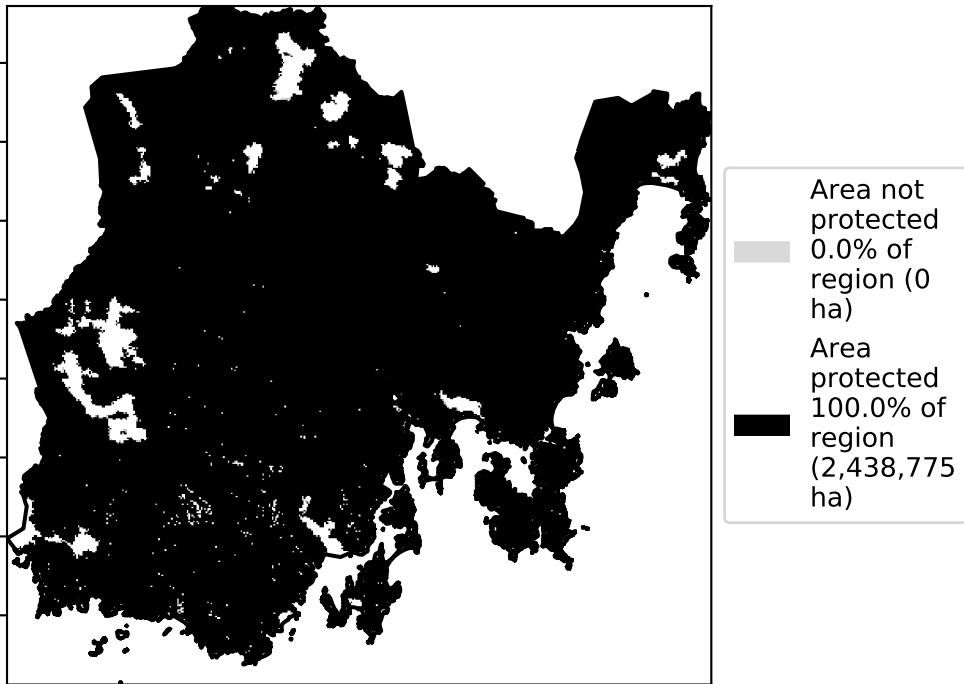 Area not
protected
0.0% of
region (0
ha)
Area
protected
100.0% of
region
(2,438,775
ha)